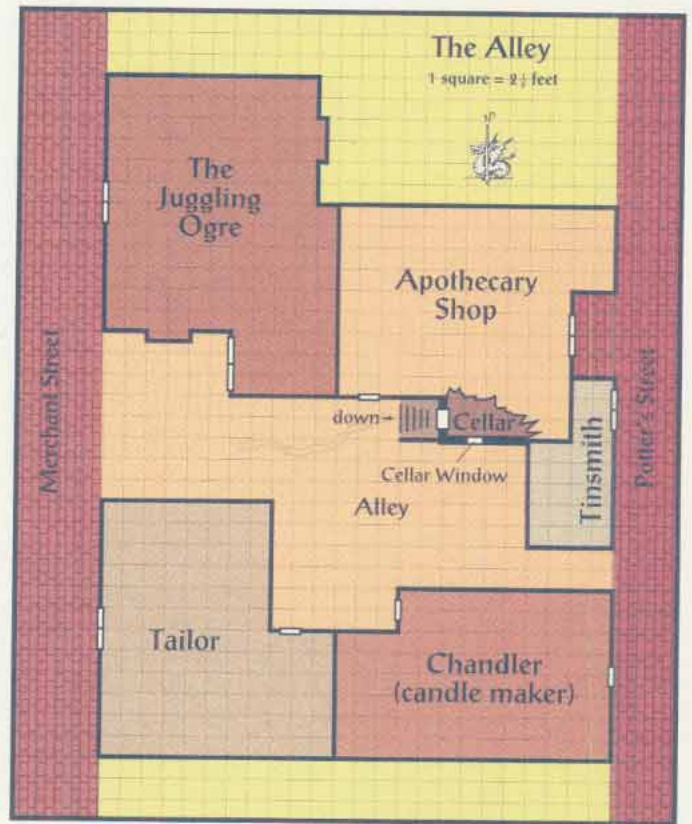 The Alley
1 square = 2½ feet
N
The
Juggling
Ogre
Apothecary
Shop
Merchant Street
down→
Cellar
Potter's Street
Cellar Window
Tinsmith
Alley
Tailor
Chandler
(candle maker)